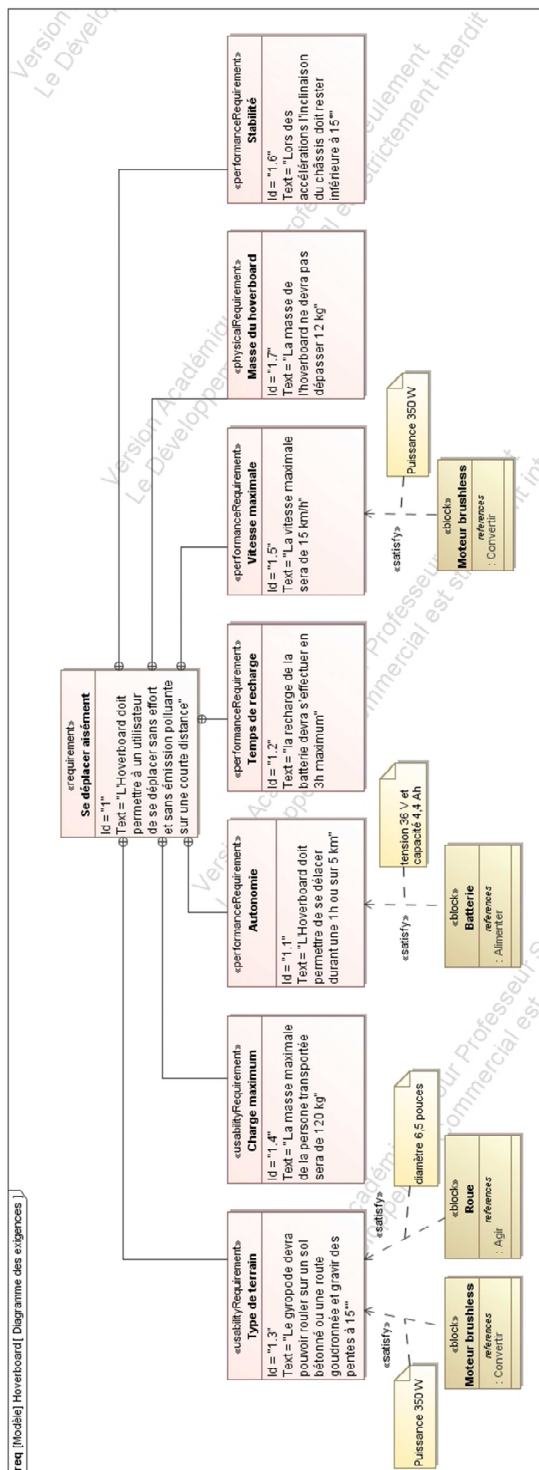 req [Modèle] Hoverboard[ Diagramme des exigences ]
«requirement»
Se déplacer aisément
Id = "1"
Text = "L'Hoverboard doit
permettre à un utilisateur
de se déplacer sans effort
et sans émission polluante
sur une courte distance"
«usabilityRequirement»
Type de terrain
Id = "1.3"
Text = "Le gyropode devra
pouvoir rouler sur un sol
bétonné ou une route
goudronnée et gravir des
pentes à 15°"
«usabilityRequirement»
Charge maximum
Id = "1.4"
Text = "La masse maximale
de la persone transportée
sera de 120 kg"
«performanceRequirement»
Autonomie
Id = "1.1"
Text = "L'Hoverboard doit
permettre de se délacer
durant une 1h ou sur 5 km"
«performanceRequirement»
Temps de recharge
Id = "1.2"
Text = "la recharge de la
batterie devra s'effectuer en
3h maximum"
«performanceRequirement»
Vitesse maximale
Id = "1.5"
Text = "La vitesse maximale
sera de 15 km/h"
«physicalRequirement»
Masse du hoverboard
Id = "1.7"
Text = "La masse de
l'hoverboard ne devra pas
dépasser 12 kg"
«performanceRequirement»
Stabilité
Id = "1.6"
Text = "Lors des
accélérations l'inclinaison
du châssis doit rester
inférieure à 15°"
«satisfy»
Puissance 350 W
«block»
Moteur brushless
references
: Convertir
«satisfy»
diamètre 6,5 pouces
«block»
Roue
references
: Agir
«satisfy»
tension 36 V et
capacité 4,4 Ah
«block»
Batterie
references
: Alimenter
«satisfy»
Puissance 350 W
«block»
Moteur brushless
references
: Convertir